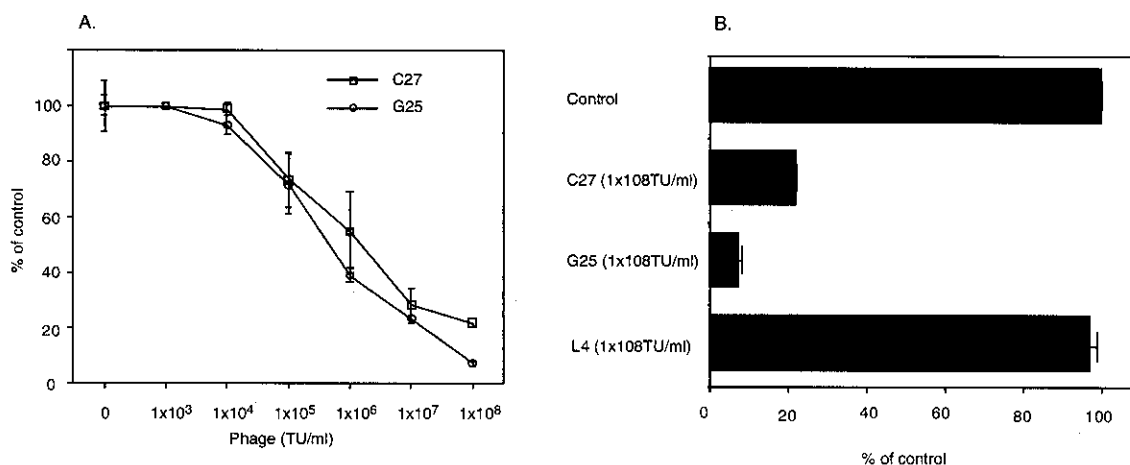 A.
C27
G25
100
80
60
40
20
0
% of control
0 1x10³ 1x10⁴ 1x10⁵ 1x10⁶ 1x10⁷ 1x10⁸
Phage (TU/ml)
B.
Control
C27 (1x108TU/ml)
G25 (1x108TU/ml)
L4 (1x108TU/ml)
0 20 40 60 80 100
% of control